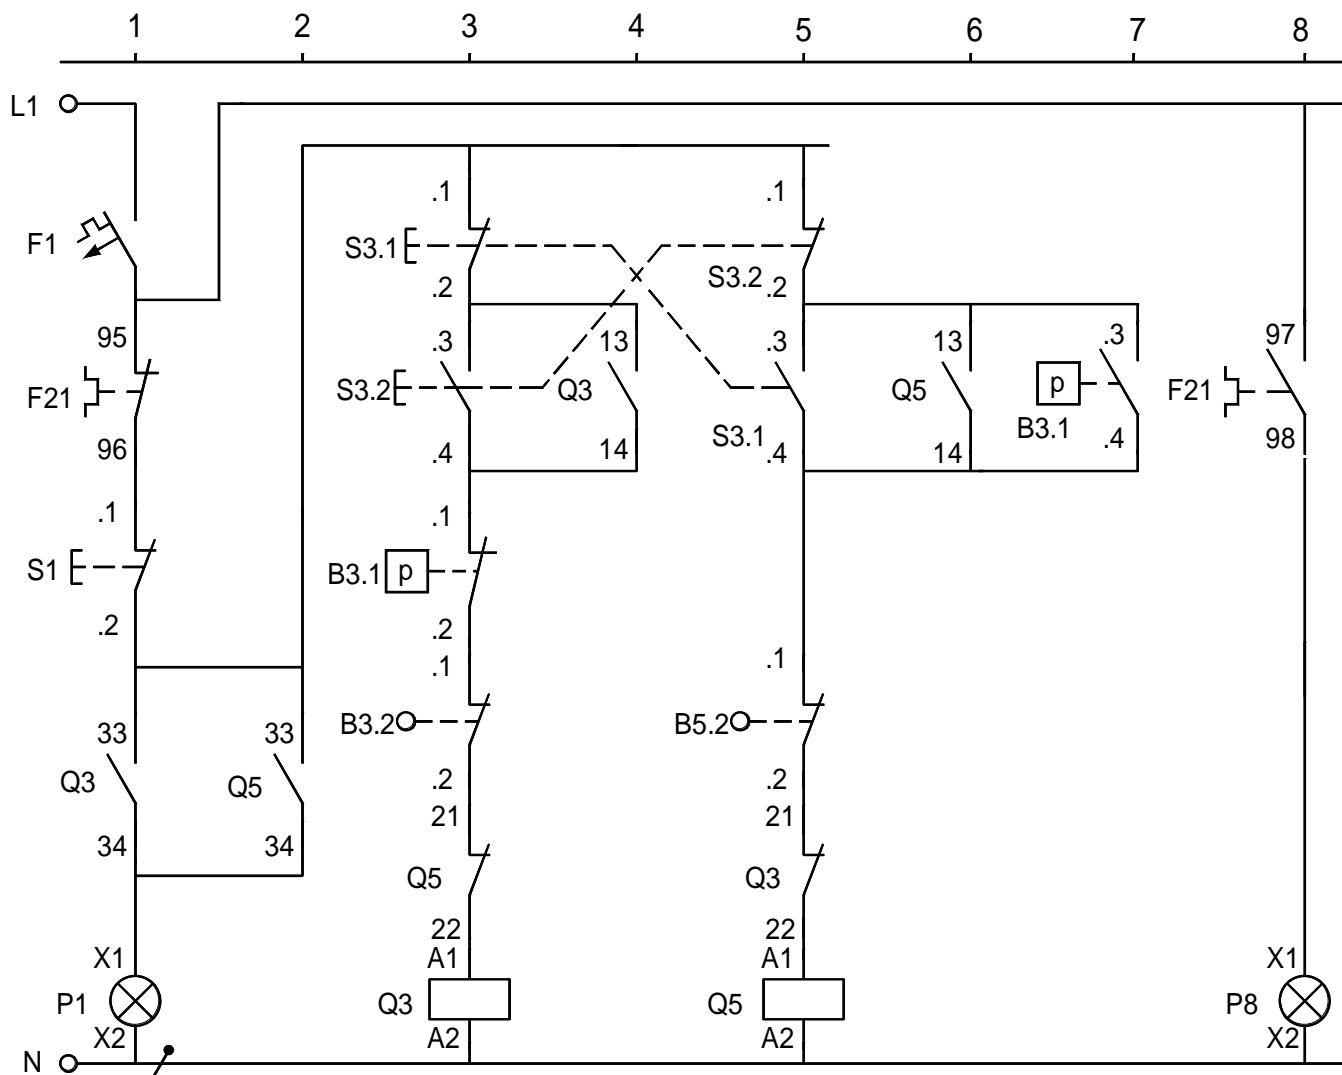 1 2 3 4 5 6 7 8
L1
.1 .1
F1 S3.1 S3.2
.2 .2
95 .3 13 .3 13 .3 97
F21 S3.2 Q3 S3.1 Q5 p B3.1 F21
96 .4 14 .4 14 .4 98
.1 .1
S1 B3.1 p
.2 .2
.1 .1
33 33 B3.2 B5.2
Q3 Q5 .2 .2
34 34 21 21
Q5 Q3
22 22
X1 A1 A1 X1
P1 Q3 Q5 P8
X2 A2 A2 X2
N